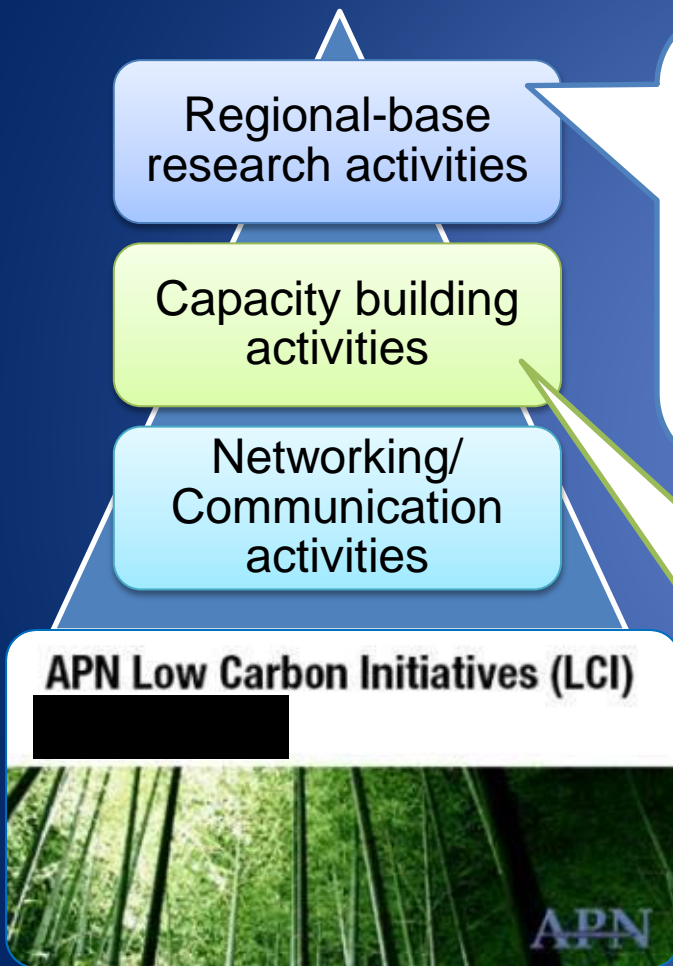 Regional-base
research activities
Capacity building
activities
Networking/
Communication
activities
APN Low Carbon Initiatives (LCI)
APN